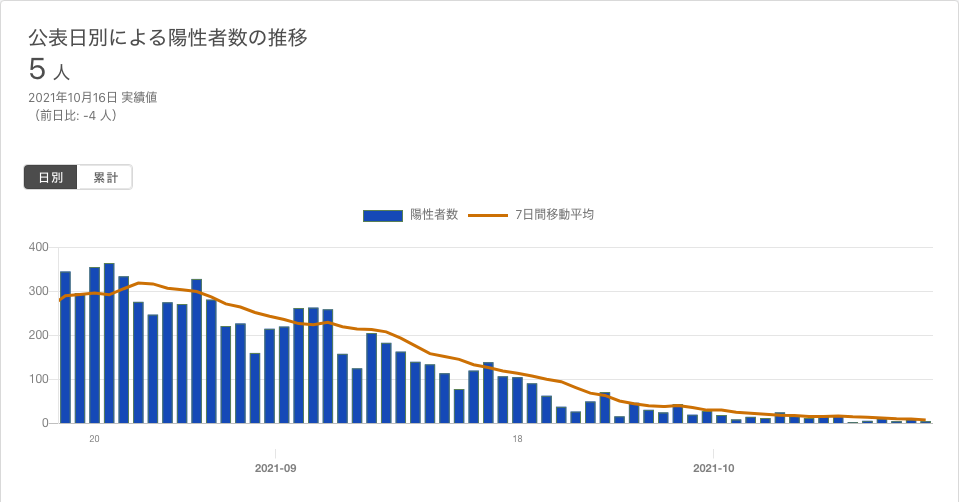 公表日別による陽性者数の推移
5 人
2021年10月16日 実績値
（前日比: -4 人）
日別 累計
陽性者数 7日間移動平均
400
300
200
100
0
20 18
2021-09 2021-10